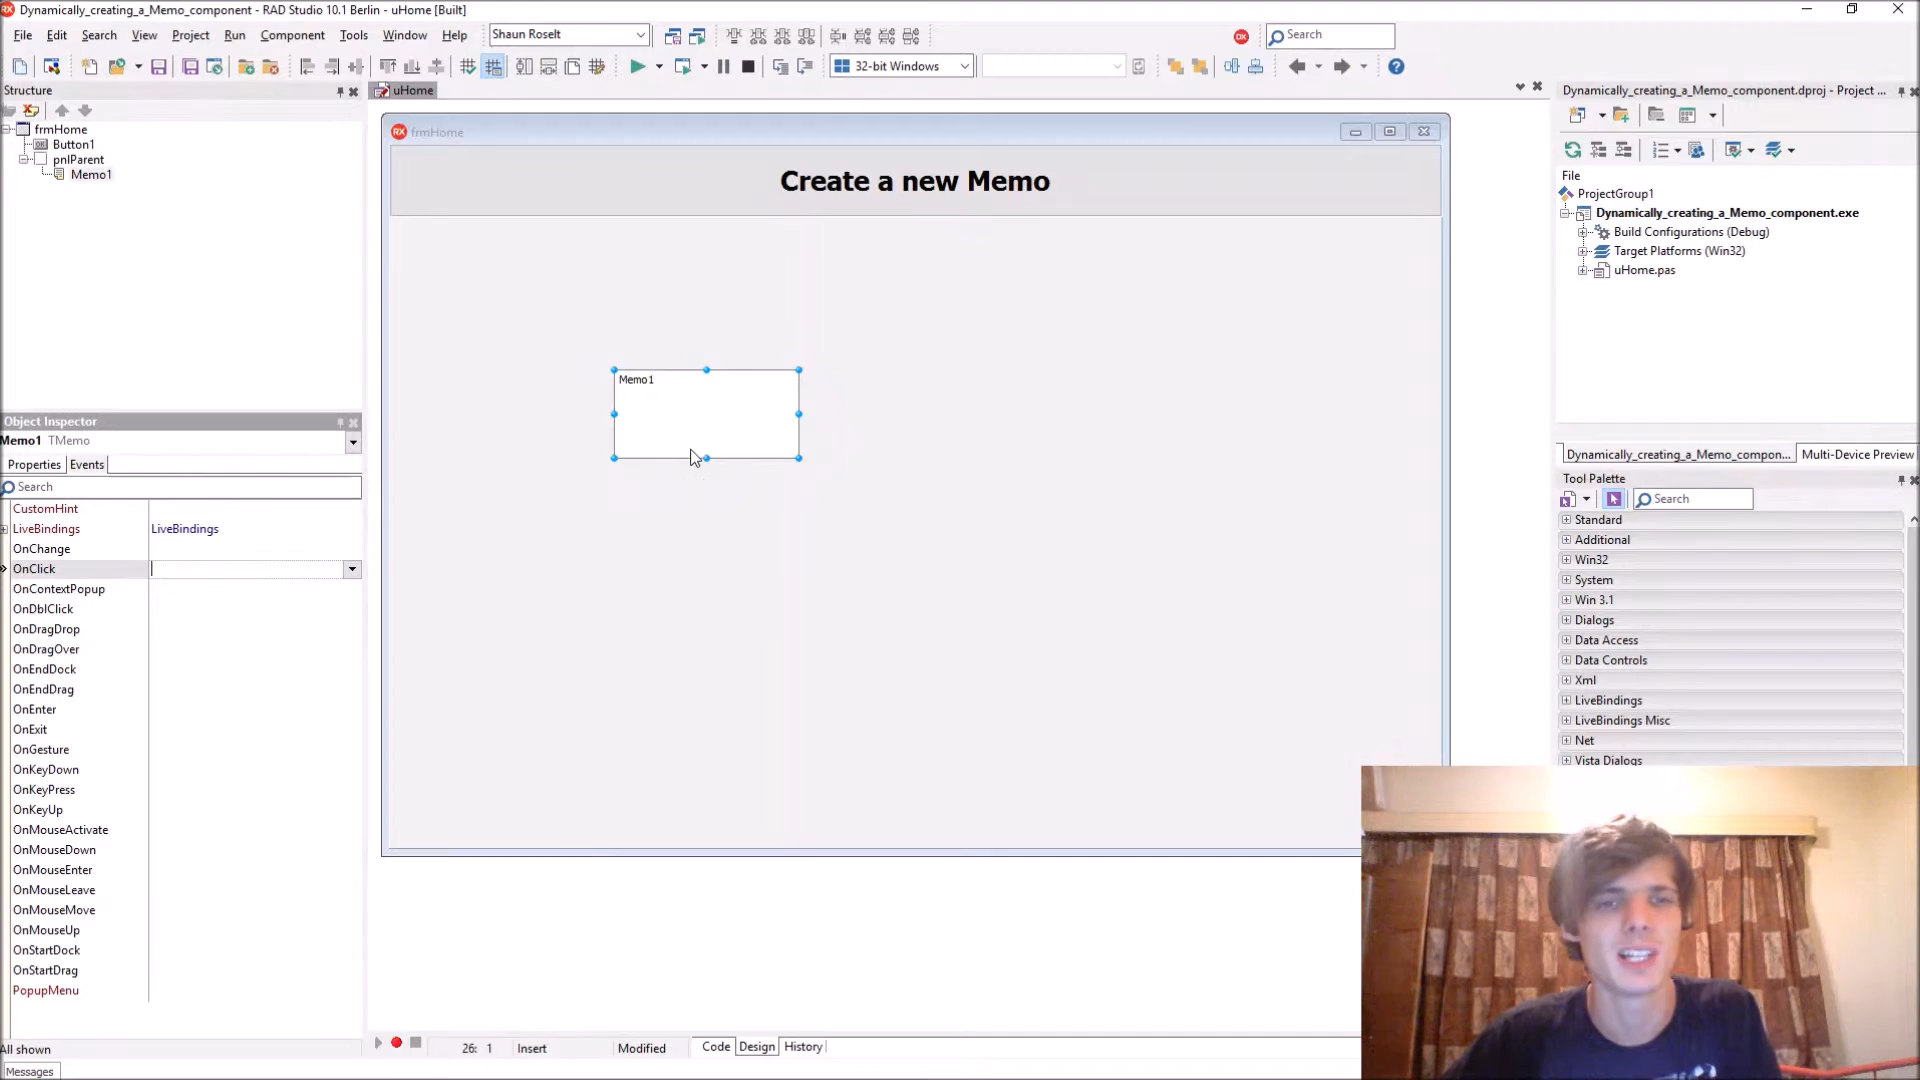 Dynamically_creating_a_Memo_component - RAD Studio 10.1 Berlin - uHome [Built]
File Edit Search View Project Run Component Tools Window Help
Shaun Roselt
Search
32-bit Windows
Structure
frmHome
Button1
pnlParent
Memo1
Object Inspector
Memo1 TMemo
Properties Events
Search
CustomHint
LiveBindings LiveBindings
OnChange
OnClick
OnContextPopup
OnDblClick
OnDragDrop
OnDragOver
OnEndDock
OnEndDrag
OnEnter
OnExit
OnGesture
OnKeyDown
OnKeyPress
OnKeyUp
OnMouseActivate
OnMouseDown
OnMouseEnter
OnMouseLeave
OnMouseMove
OnMouseUp
OnStartDock
OnStartDrag
PopupMenu
All shown
Messages
uHome
frmHome
Create a new Memo
Memo1
26: 1 Insert Modified Code Design History
Dynamically_creating_a_Memo_component.dproj - Project ...
File
ProjectGroup1
Dynamically_creating_a_Memo_component.exe
Build Configurations (Debug)
Target Platforms (Win32)
uHome.pas
Dynamically_creating_a_Memo_compon... Multi-Device Preview
Tool Palette
Search
Standard
Additional
Win32
System
Win 3.1
Dialogs
Data Access
Data Controls
Xml
LiveBindings
LiveBindings Misc
Net
Vista Dialogs